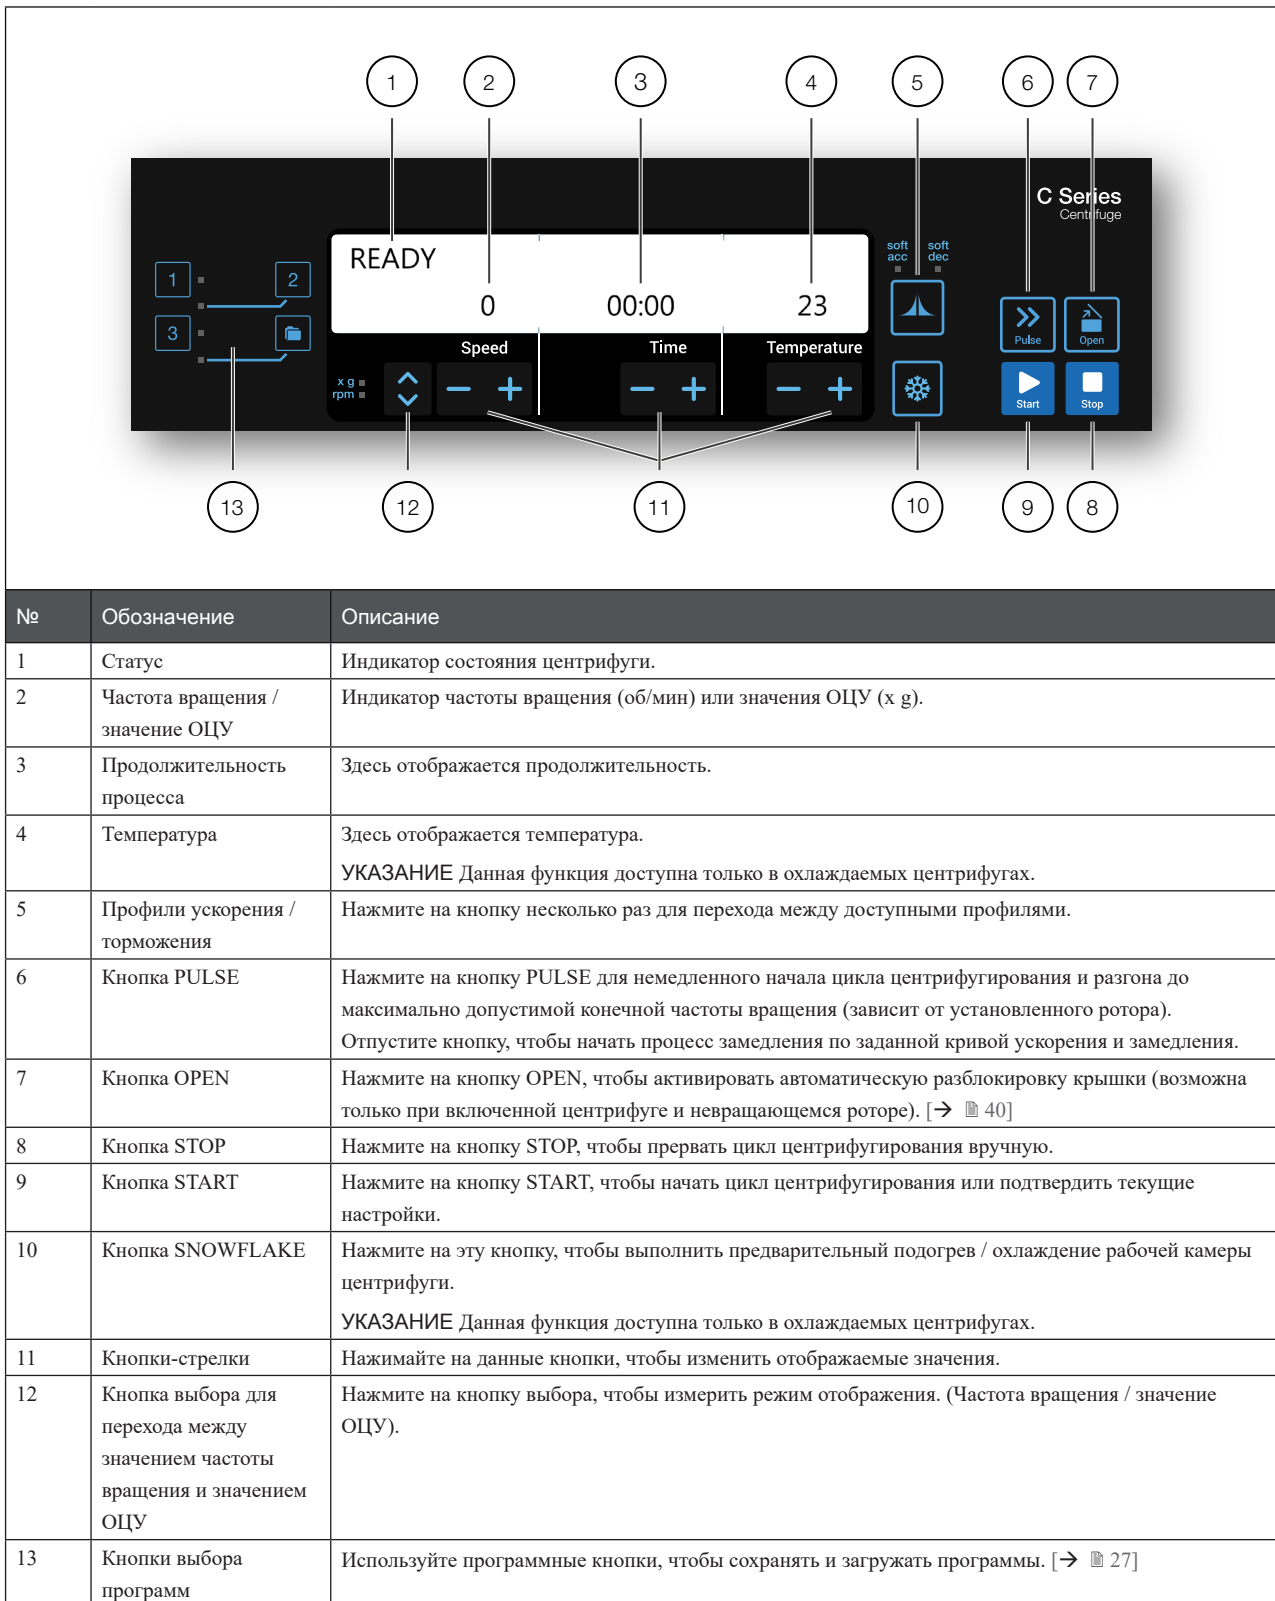 1 2 3 4 5 6 7
C Series
Centrifuge
soft acc
soft dec
READY
0 00:00 23
1 2
3
Pulse Open
Speed Time Temperature
x g
rpm
Start Stop
13 12 11 10 9 8
№ Обозначение Описание
1 Статус Индикатор состояния центрифуги.
2 Частота вращения / Индикатор частоты вращения (об/мин) или значения ОЦУ (x g).
значение ОЦУ
3 Продолжительность Здесь отображается продолжительность.
процесса
4 Температура Здесь отображается температура.
УКАЗАНИЕ Данная функция доступна только в охлаждаемых центрифугах.
5 Профили ускорения / Нажмите на кнопку несколько раз для перехода между доступными профилями.
торможения
6 Кнопка PULSE Нажмите на кнопку PULSE для немедленного начала цикла центрифугирования и разгона до
максимально допустимой конечной частоты вращения (зависит от установленного ротора).
Отпустите кнопку, чтобы начать процесс замедления по заданной кривой ускорения и замедления.
7 Кнопка OPEN Нажмите на кнопку OPEN, чтобы активировать автоматическую разблокировку крышки (возможна
только при включенной центрифуге и невращающемся роторе). [→ 40]
8 Кнопка STOP Нажмите на кнопку STOP, чтобы прервать цикл центрифугирования вручную.
9 Кнопка START Нажмите на кнопку START, чтобы начать цикл центрифугирования или подтвердить текущие
настройки.
10 Кнопка SNOWFLAKE Нажмите на эту кнопку, чтобы выполнить предварительный подогрев / охлаждение рабочей камеры
центрифуги.
УКАЗАНИЕ Данная функция доступна только в охлаждаемых центрифугах.
11 Кнопки-стрелки Нажимайте на данные кнопки, чтобы изменить отображаемые значения.
12 Кнопка выбора для Нажмите на кнопку выбора, чтобы измерить режим отображения. (Частота вращения / значение
перехода между ОЦУ).
значением частоты
вращения и значением
ОЦУ
13 Кнопки выбора Используйте программные кнопки, чтобы сохранять и загружать программы. [→ 27]
программ